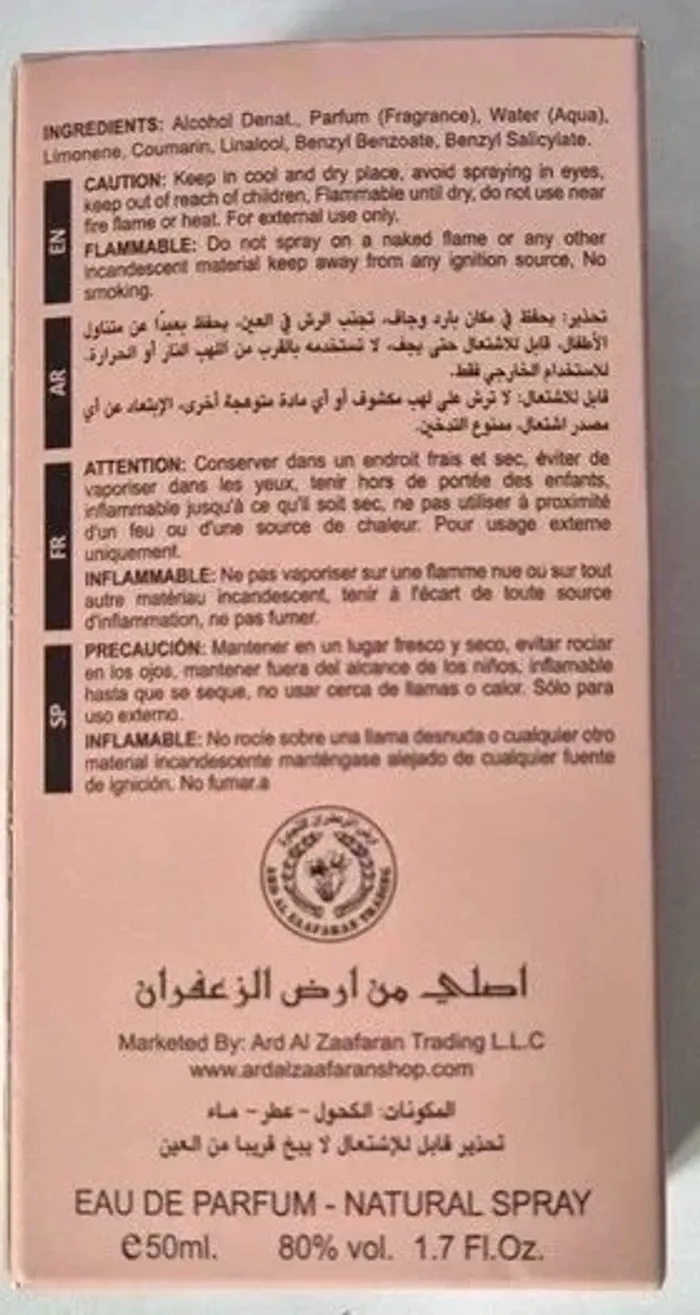 INGREDIENTS: Alcohol Denat., Parfum (Fragrance), Water (Aqua),
Limonene, Coumarin, Linalool, Benzyl Benzoate, Benzyl Salicylate.
EN
CAUTION: Keep in cool and dry place, avoid spraying in eyes,
keep out of reach of children, Flammable until dry, do not use near
fire flame or heat. For external use only.
FLAMMABLE: Do not spray on a naked flame or any other
incandescent material keep away from any ignition source, No
smoking.
AR
تحذير: يحفظ في مكان بارد وجاف، تجنب الرش في العين، يحفظ بعيدًا عن متناول
الأطفال، قابل للاشتعال حتى يجف، لا تستخدمه بالقرب من اللهب النار أو الحرارة.
للاستخدام الخارجي فقط.
قابل للاشتعال: لا ترش على لهب مكشوف أو أي مادة متوهجة أخرى، الإبتعاد عن أي
مصدر اشتعال، ممنوع التدخين.
FR
ATTENTION: Conserver dans un endroit frais et sec, éviter de
vaporiser dans les yeux, tenir hors de portée des enfants,
inflammable jusqu'à ce qu'il soit sec, ne pas utiliser à proximité
d'un feu ou d'une source de chaleur. Pour usage externe
uniquement.
INFLAMMABLE: Ne pas vaporiser sur une flamme nue ou sur tout
autre matériau incandescent, tenir à l'écart de toute source
d'inflammation, ne pas fumer.
SP
PRECAUCIÓN: Mantener en un lugar fresco y seco, evitar rociar
en los ojos, mantener fuera del alcance de los niños, inflamable
hasta que se seque, no usar cerca de llamas o calor. Sólo para
uso externo.
INFLAMABLE: No rocíe sobre una llama desnuda o cualquier otro
material incandescente manténgase alejado de cualquier fuente
de ignición. No fumar.a
ارض الزعفران للتجارة
ARD AL ZAAFARAN TRADING
اصلي من ارض الزعفران
Marketed By: Ard Al Zaafaran Trading L.L.C
www.ardalzaafaranshop.com
المكونات: الكحول - عطر - ماء
تحذير قابل للإشتعال لا يبخ قريبا من العين
EAU DE PARFUM - NATURAL SPRAY
e50ml. 80% vol. 1.7 Fl.Oz.